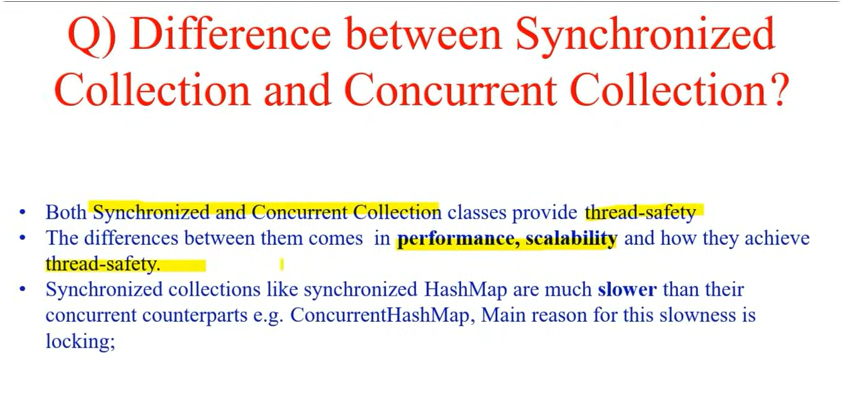 Q) Difference between Synchronized
Collection and Concurrent Collection?
• Both Synchronized and Concurrent Collection classes provide thread-safety
• The differences between them comes in performance, scalability and how they achieve
thread-safety.
• Synchronized collections like synchronized HashMap are much slower than their
concurrent counterparts e.g. ConcurrentHashMap, Main reason for this slowness is
locking;